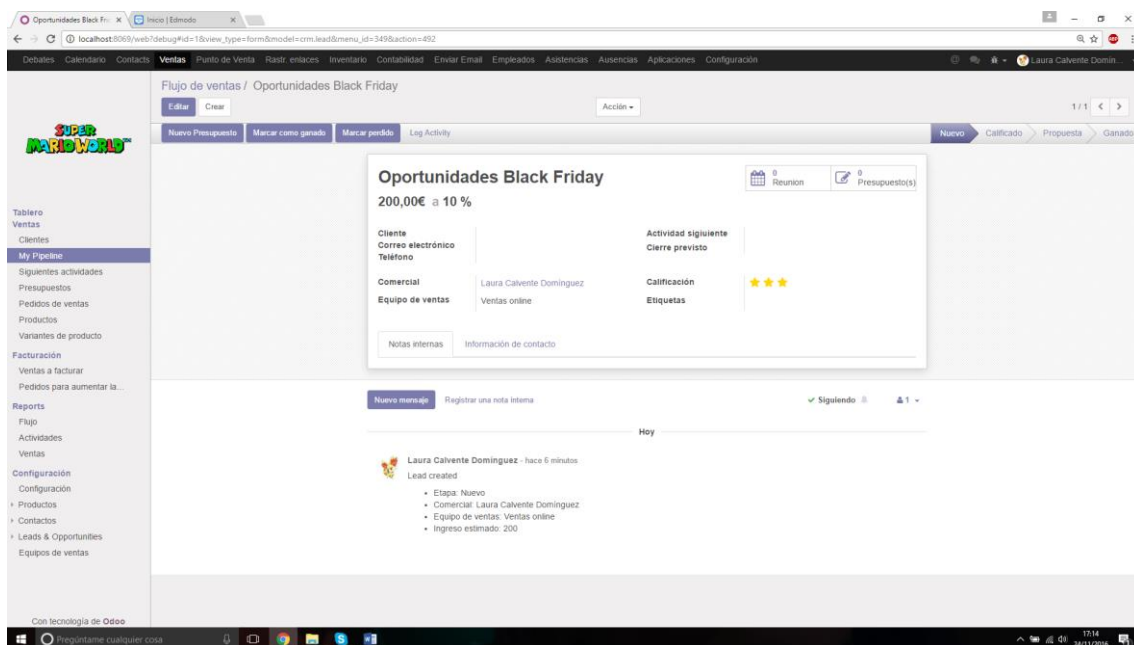 Oportunidades Black Fri
Inicio | Edmodo
localhost:8069/web?debug#id=1&view_type=form&model=crm.lead&menu_id=349&action=492
Debates Calendario Contacts Ventas Punto de Venta Rastr. enlaces Inventario Contabilidad Enviar Email Empleados Asistencias Ausencias Aplicaciones Configuración
Laura Calvente Domin...
Flujo de ventas / Oportunidades Black Friday
Editar Crear
Acción
1 / 1
Nuevo Presupuesto Marcar como ganado Marcar perdido Log Activity
Nuevo Calificado Propuesta Ganado
SUPER
MARIO WORLD
Tablero
Ventas
Clientes
My Pipeline
Siguientes actividades
Presupuestos
Pedidos de ventas
Productos
Variantes de producto
Facturación
Ventas a facturar
Pedidos para aumentar la...
Reports
Flujo
Actividades
Ventas
Configuración
Configuración
Productos
Contactos
Leads & Opportunities
Equipos de ventas
Con tecnología de Odoo
Oportunidades Black Friday
0
Reunion
0
Presupuesto(s)
200,00€ a 10 %
Cliente
Correo electrónico
Teléfono
Actividad sigiuiente
Cierre previsto
Comercial Laura Calvente Domínguez
Equipo de ventas Ventas online
Calificación
Etiquetas
Notas internas Información de contacto
Nuevo mensaje Registrar una nota interna
Siguiendo
1
Hoy
Laura Calvente Domínguez - hace 6 minutos
Lead created
• Etapa: Nuevo
• Comercial: Laura Calvente Domínguez
• Equipo de ventas: Ventas online
• Ingreso estimado: 200
Pregúntame cualquier cosa
17:14
24/11/2016